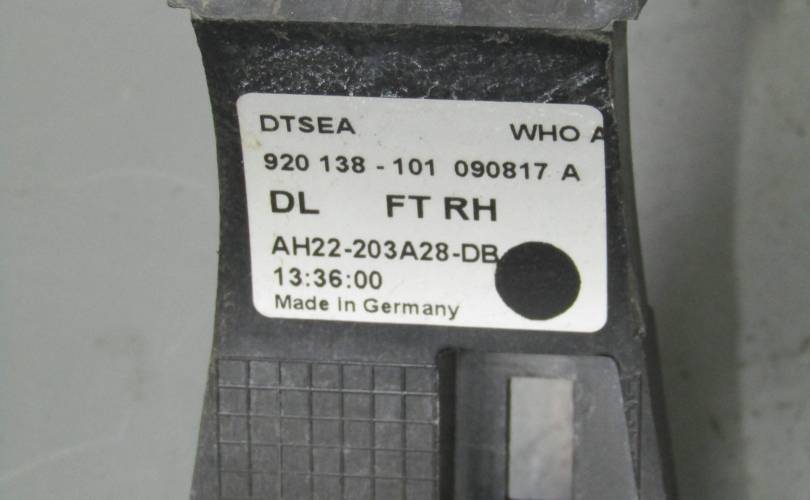 DTSEA WHO A
920 138 - 101 090817 A
DL FT RH
AH22-203A28-DB
13:36:00
Made In Germany